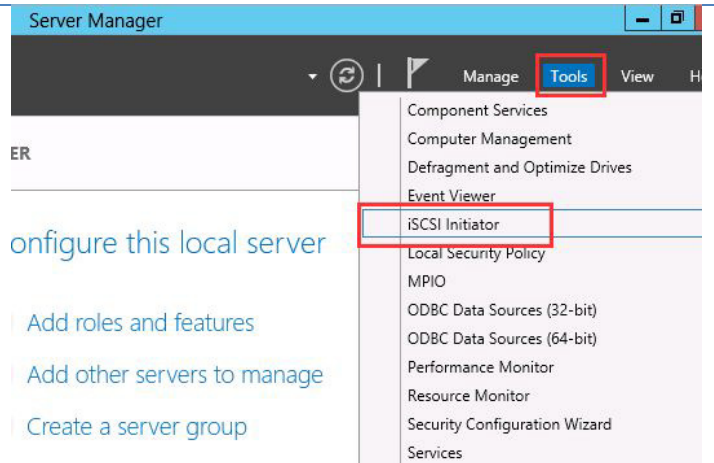 Server Manager
Manage Tools View H
Component Services
Computer Management
Defragment and Optimize Drives
Event Viewer
iSCSI Initiator
Local Security Policy
MPIO
ODBC Data Sources (32-bit)
ODBC Data Sources (64-bit)
Performance Monitor
Resource Monitor
Security Configuration Wizard
Services
ER
onfigure this local server
Add roles and features
Add other servers to manage
Create a server group